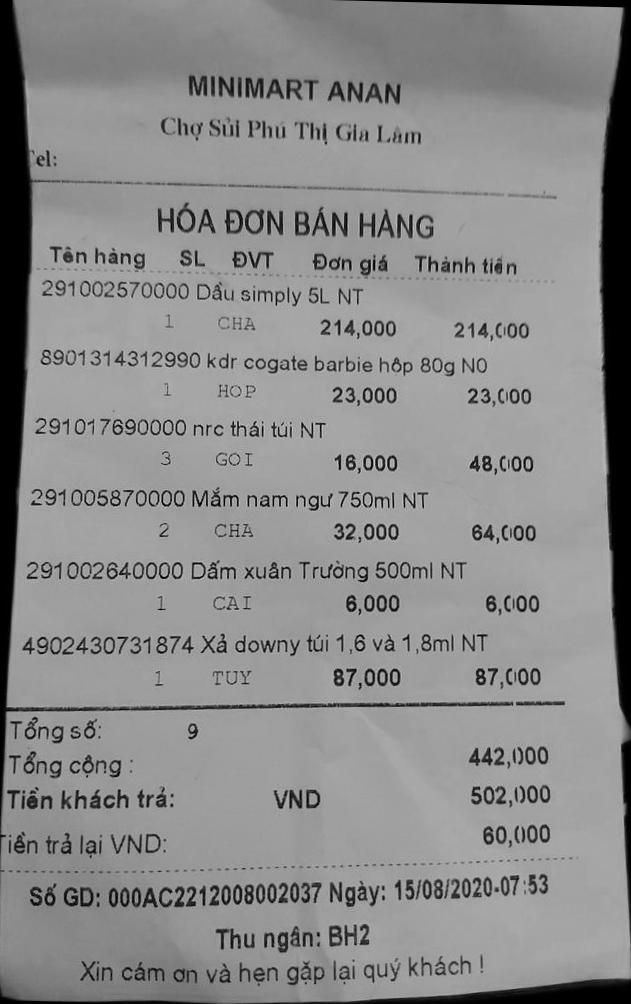 MINIMART ANAN
Chợ Sủi Phú Thị Gia Lâm
Tel:
HÓA ĐƠN BÁN HÀNG
Tên hàng SL ĐVT Đơn giá Thành tiền
291002570000 Dầu simply 5L NT
1 CHA 214,000 214,000
8901314312990 kdr cogate barbie hôp 80g N0
1 HOP 23,000 23,000
291017690000 nrc thái túi NT
3 GOI 16,000 48,000
291005870000 Mắm nam ngư 750ml NT
2 CHA 32,000 64,000
291002640000 Dấm xuân Trường 500ml NT
1 CAI 6,000 6,000
4902430731874 Xả downy túi 1,6 và 1,8ml NT
1 TUY 87,000 87,000
Tổng số: 9
Tổng cộng : 442,000
Tiền khách trả: VND 502,000
Tiền trả lại VND: 60,000
Số GD: 000AC2212008002037 Ngày: 15/08/2020-07:53
Thu ngân: BH2
Xin cám ơn và hẹn gặp lại quý khách !